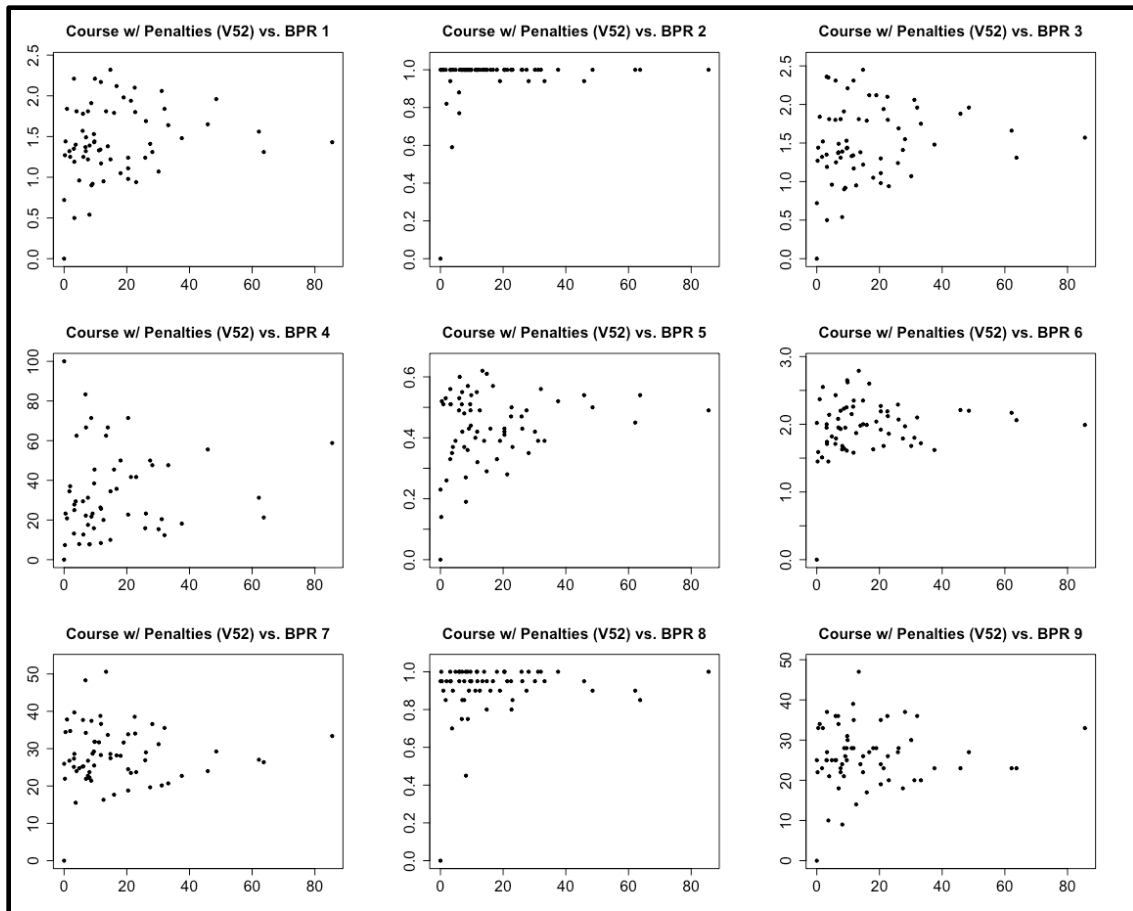 Course w/ Penalties (V52) vs. BPR 1
Course w/ Penalties (V52) vs. BPR 2
Course w/ Penalties (V52) vs. BPR 3
2.5
2.0
1.5
1.0
0.5
0.0
0 20 40 60 80
1.0
0.8
0.6
0.4
0.2
0.0
0 20 40 60 80
2.5
2.0
1.5
1.0
0.5
0.0
0 20 40 60 80
Course w/ Penalties (V52) vs. BPR 4
Course w/ Penalties (V52) vs. BPR 5
Course w/ Penalties (V52) vs. BPR 6
100
80
60
40
20
0
0 20 40 60 80
0.6
0.4
0.2
0.0
0 20 40 60 80
3.0
2.0
1.0
0.0
0 20 40 60 80
Course w/ Penalties (V52) vs. BPR 7
Course w/ Penalties (V52) vs. BPR 8
Course w/ Penalties (V52) vs. BPR 9
50
40
30
20
10
0
0 20 40 60 80
1.0
0.8
0.6
0.4
0.2
0.0
0 20 40 60 80
50
40
30
20
10
0
0 20 40 60 80